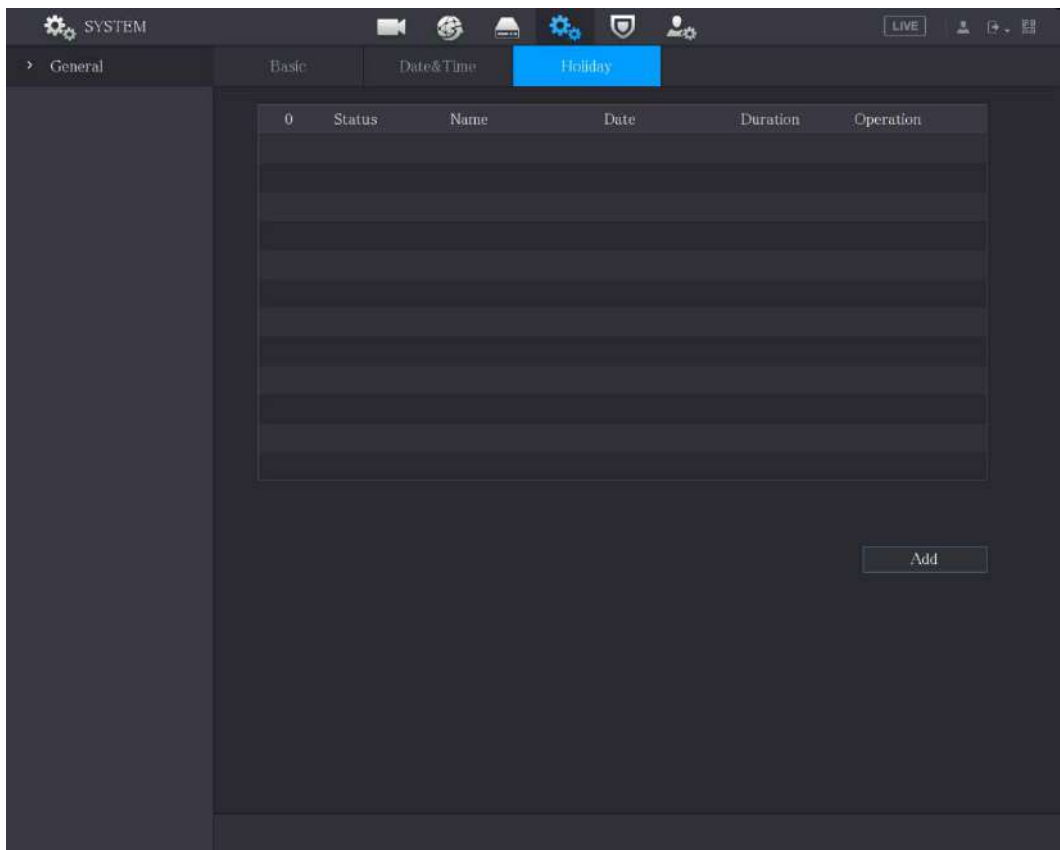 SYSTEM LIVE
General Basic Date&Time Holiday
0 Status Name Date Duration Operation
Add